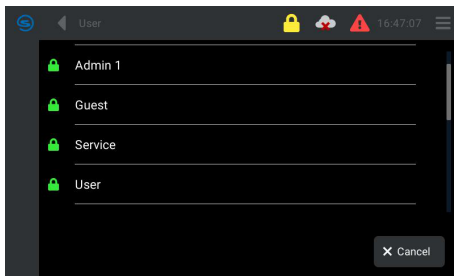 User
16:47:07
Admin 1
Guest
Service
User
Cancel